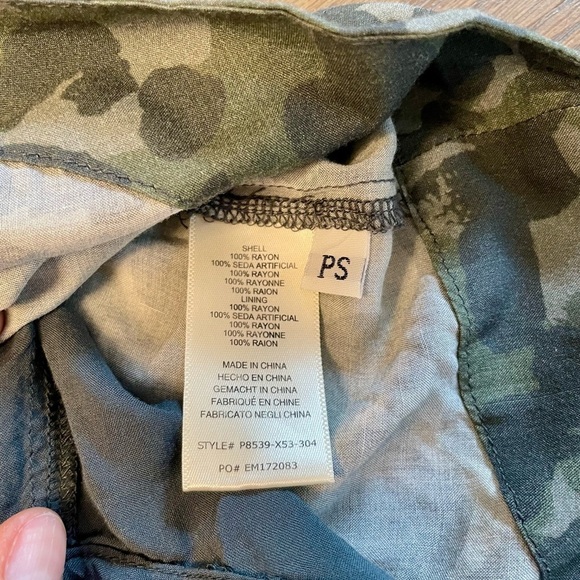 SHELL
100% RAYON
100% SEDA ARTIFICIAL
100% RAYON
100% RAYONNE
100% RAION
LINING
100% RAYON
100% SEDA ARTIFICIAL
100% RAYON
100% RAYONNE
100% RAION
MADE IN CHINA
HECHO EN CHINA
GEMACHT IN CHINA
FABRIQUÉ EN CHINE
FABRICATO NEGLI CHINA
STYLE# P8539-X53-304
PO# EM172083
PS